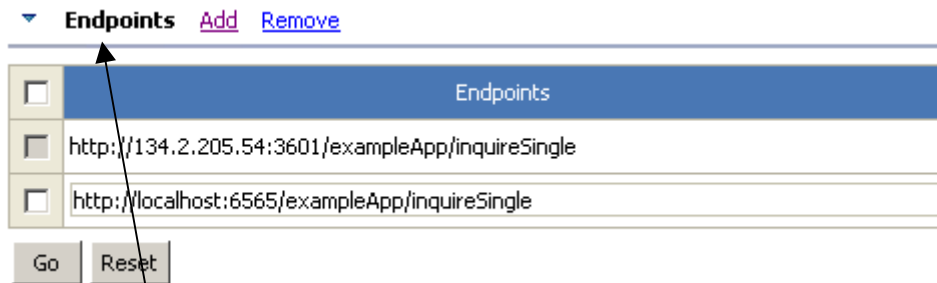 Endpoints Add Remove
Endpoints
http://134.2.205.54:3601/exampleApp/inquireSingle
http://localhost:6565/exampleApp/inquireSingle
Go Reset